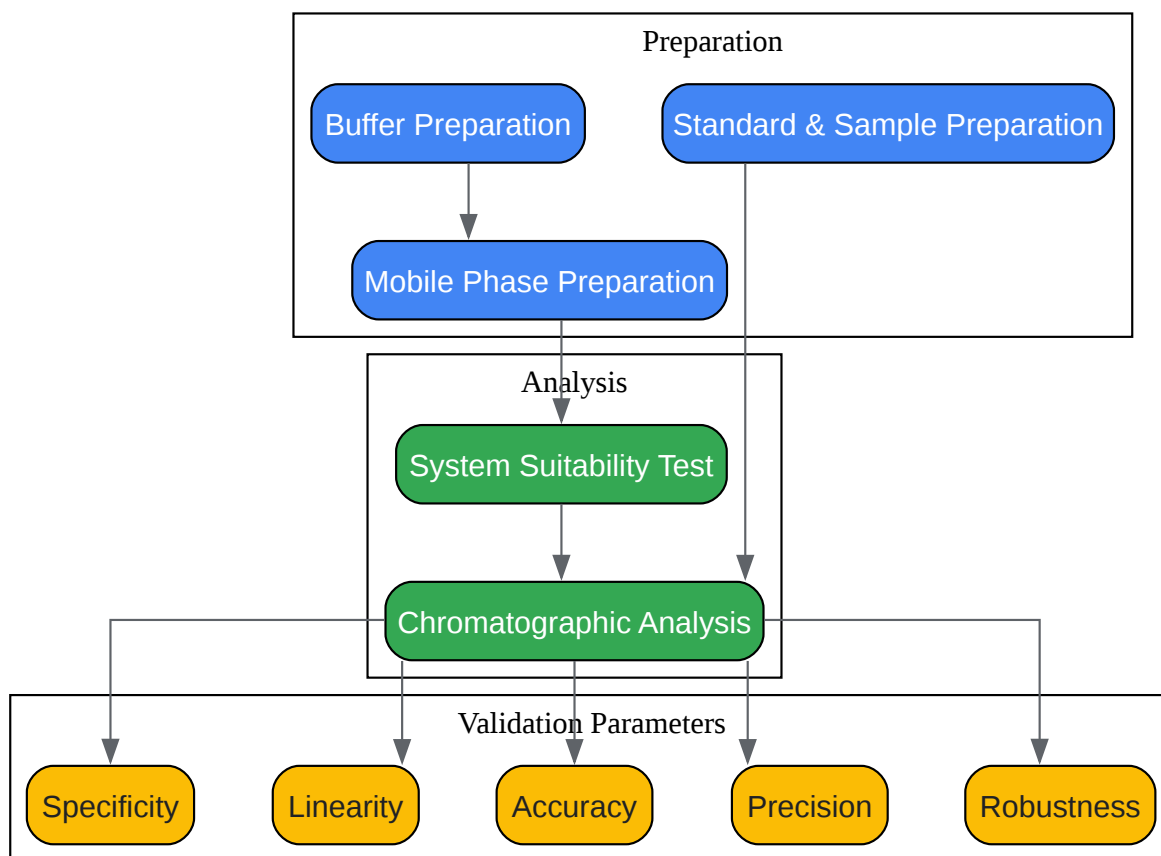 Preparation
Buffer Preparation
Standard & Sample Preparation
Mobile Phase Preparation
Analysis
System Suitability Test
Chromatographic Analysis
Validation Parameters
Specificity
Linearity
Accuracy
Precision
Robustness